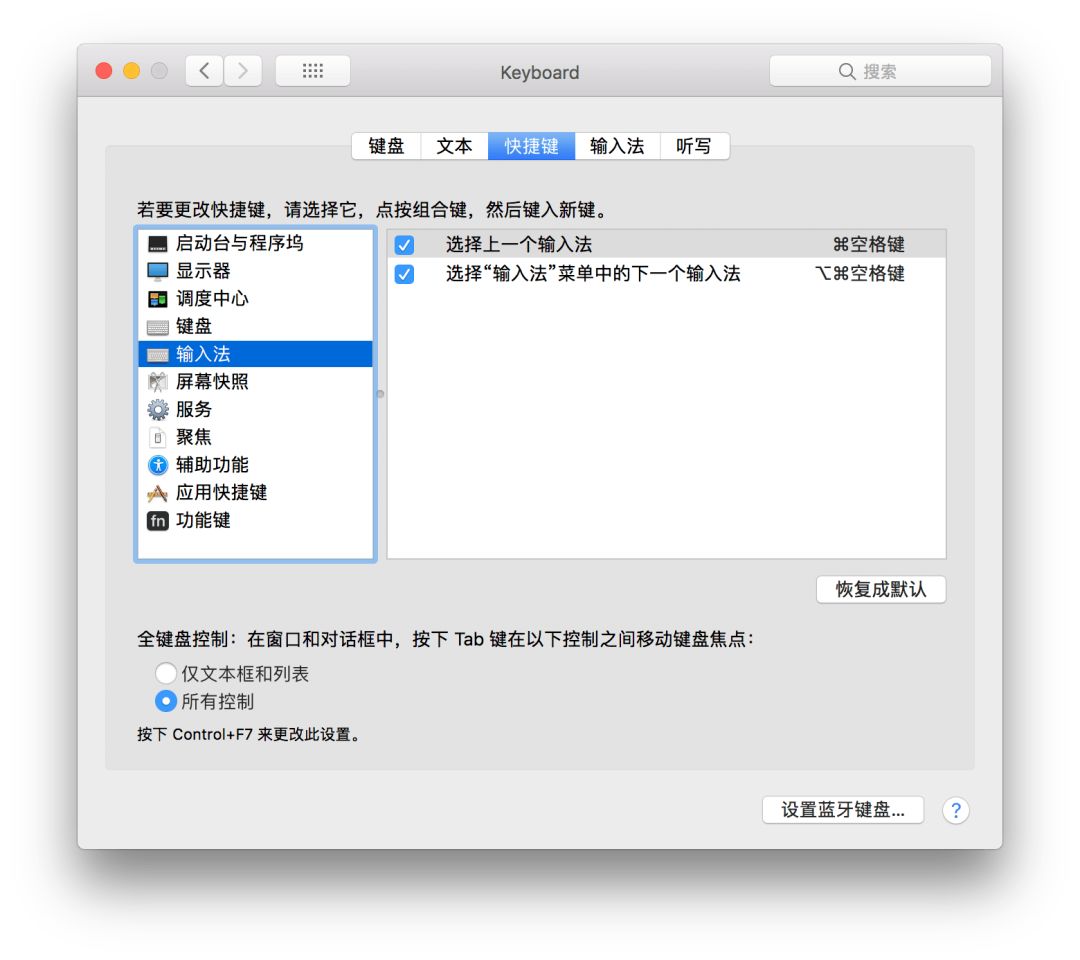 Keyboard
搜索
键盘 文本 快捷键 输入法 听写
若要更改快捷键，请选择它，点按组合键，然后键入新键。
启动台与程序坞
显示器
调度中心
键盘
输入法
屏幕快照
服务
聚焦
辅助功能
应用快捷键
fn 功能键
选择上一个输入法 ⌘空格键
选择“输入法”菜单中的下一个输入法 ⌥⌘空格键
恢复成默认
全键盘控制：在窗口和对话框中，按下 Tab 键在以下控制之间移动键盘焦点：
仅文本框和列表
所有控制
按下 Control+F7 来更改此设置。
设置蓝牙键盘...
?